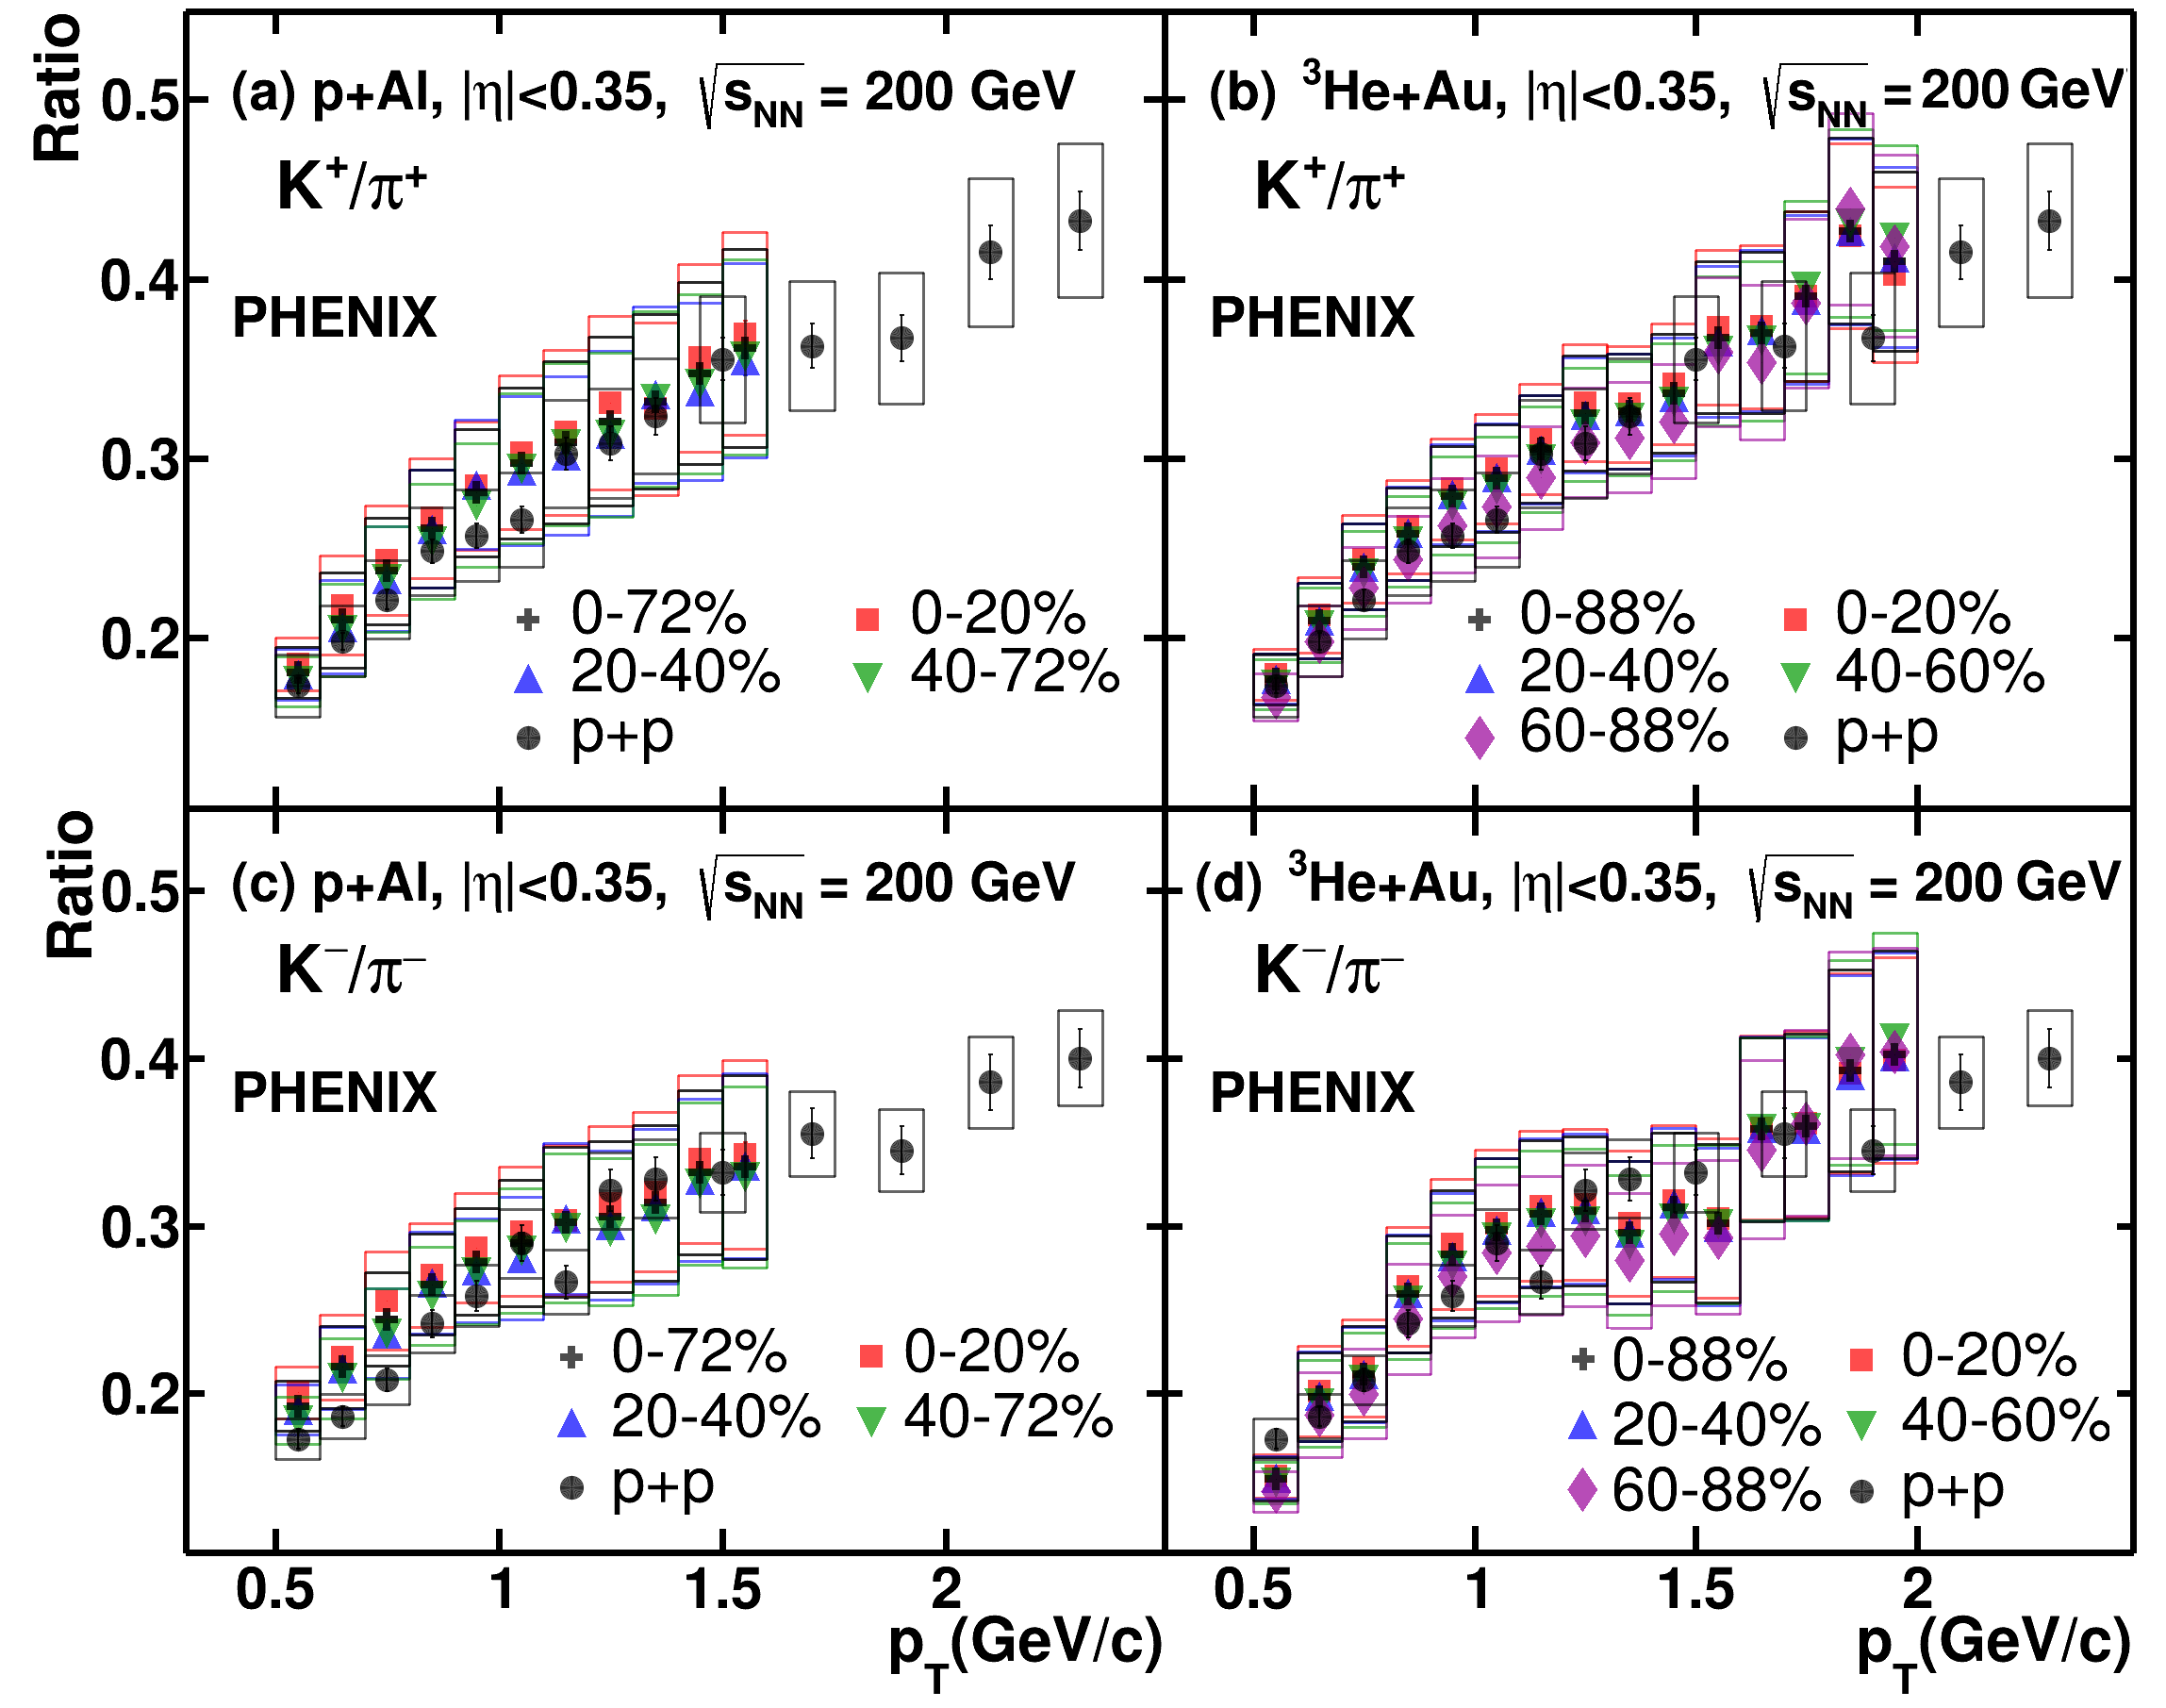 Ratio
(a) p+Al, |η|<0.35, √sNN = 200 GeV
K+/π+
PHENIX
0.5
0.4
0.3
0.2
0-72%
0-20%
20-40%
40-72%
p+p
(b) 3He+Au, |η|<0.35, √sNN = 200 GeV
K+/π+
PHENIX
0-88%
0-20%
20-40%
40-60%
60-88%
p+p
Ratio
(c) p+Al, |η|<0.35, √sNN = 200 GeV
K−/π−
PHENIX
0.5
0.4
0.3
0.2
0-72%
0-20%
20-40%
40-72%
p+p
0.5
1
1.5
2
pT(GeV/c)
(d) 3He+Au, |η|<0.35, √sNN = 200 GeV
K−/π−
PHENIX
0-88%
0-20%
20-40%
40-60%
60-88%
p+p
0.5
1
1.5
2
pT(GeV/c)